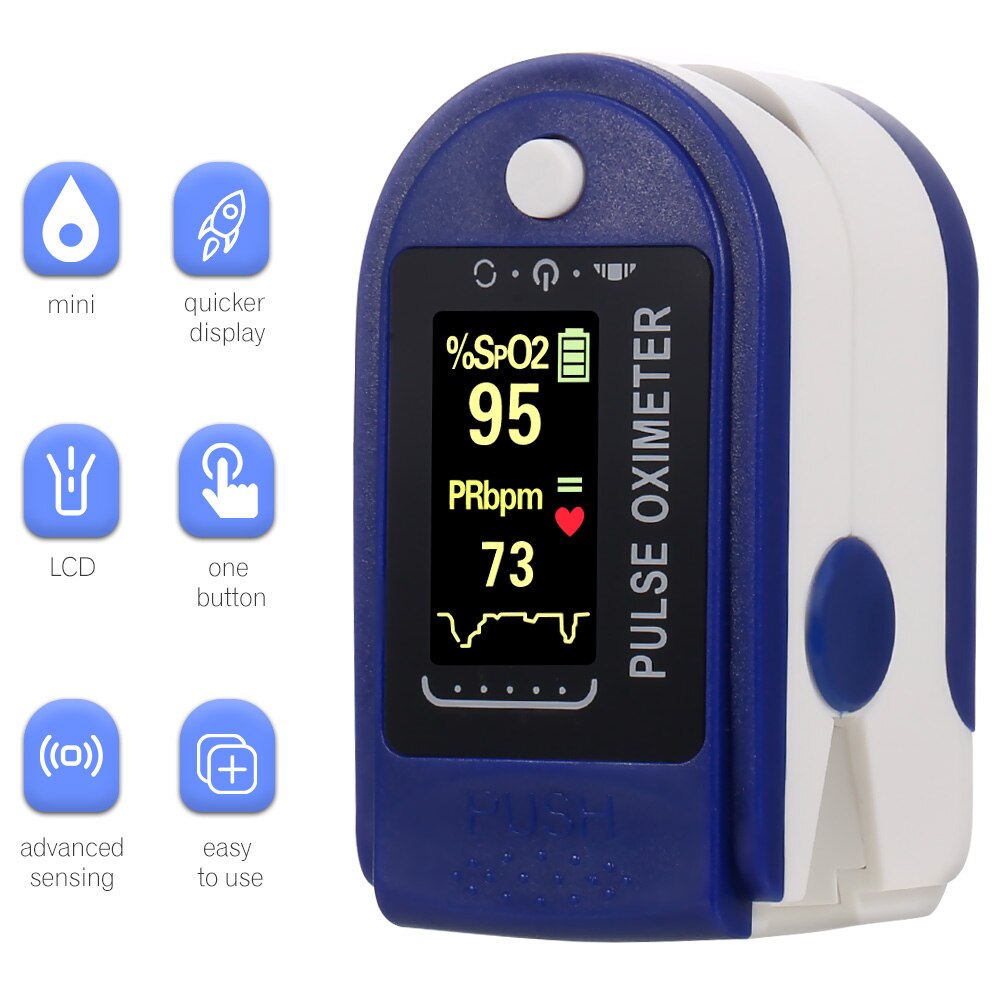 mini
quicker
display
LCD
one
button
advanced
sensing
easy
to use
%SpO2
95
PRbpm
73
PULSE OXIMETER
PUSH